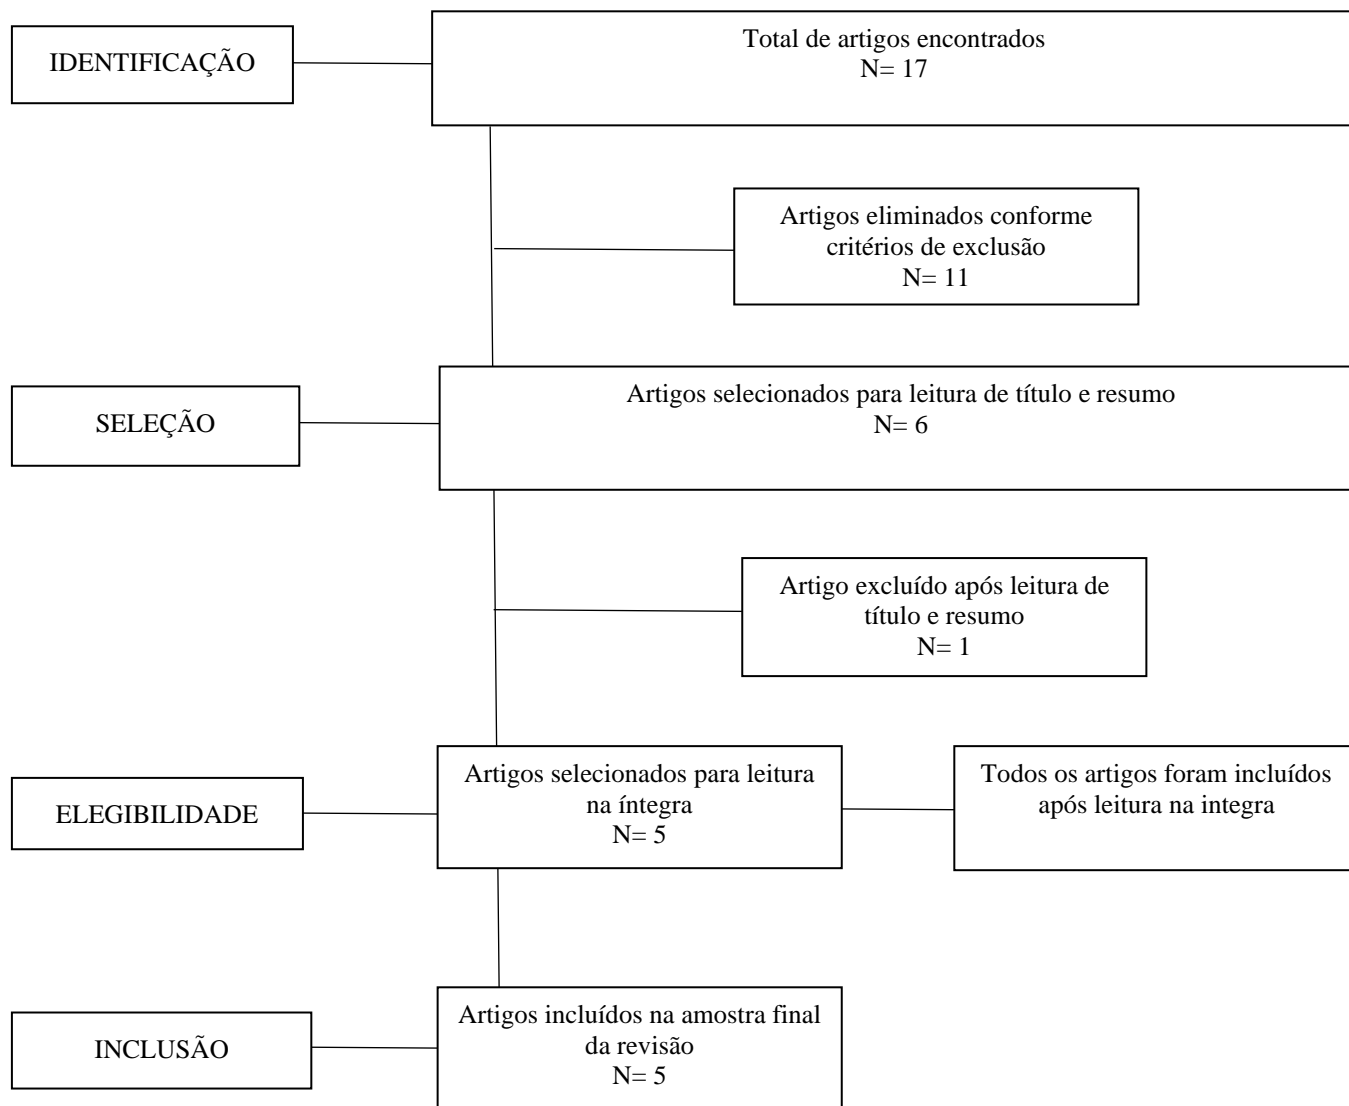 IDENTIFICAÇÃO
Total de artigos encontrados
N= 17
Artigos eliminados conforme
critérios de exclusão
N= 11
SELEÇÃO
Artigos selecionados para leitura de título e resumo
N= 6
Artigo excluído após leitura de
título e resumo
N= 1
ELEGIBILIDADE
Artigos selecionados para leitura
na íntegra
N= 5
Todos os artigos foram incluídos
após leitura na integra
INCLUSÃO
Artigos incluídos na amostra final
da revisão
N= 5